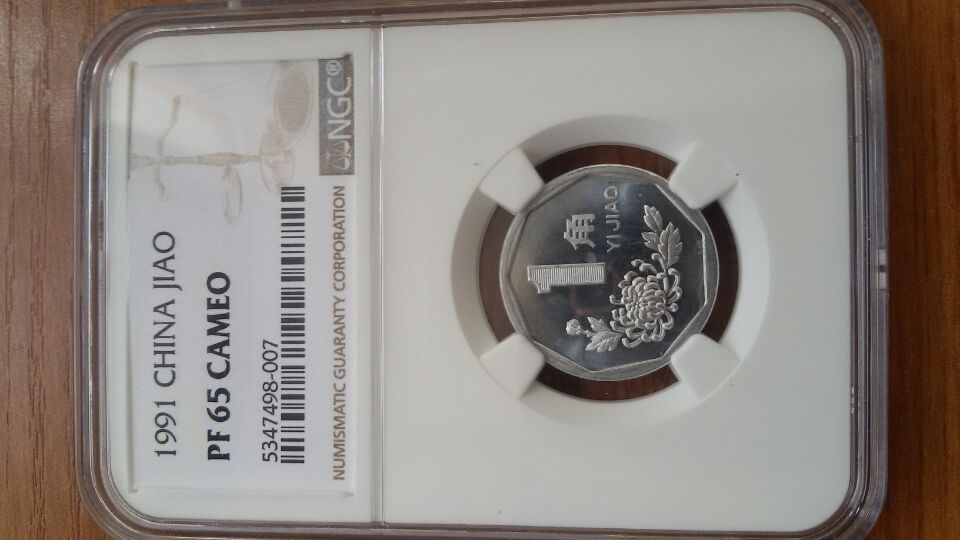 1991 CHINA JIAO
PF 65 CAMEO
5347498-007
NUMISMATIC GUARANTY CORPORATION
NGC®
1角
YI JIAO